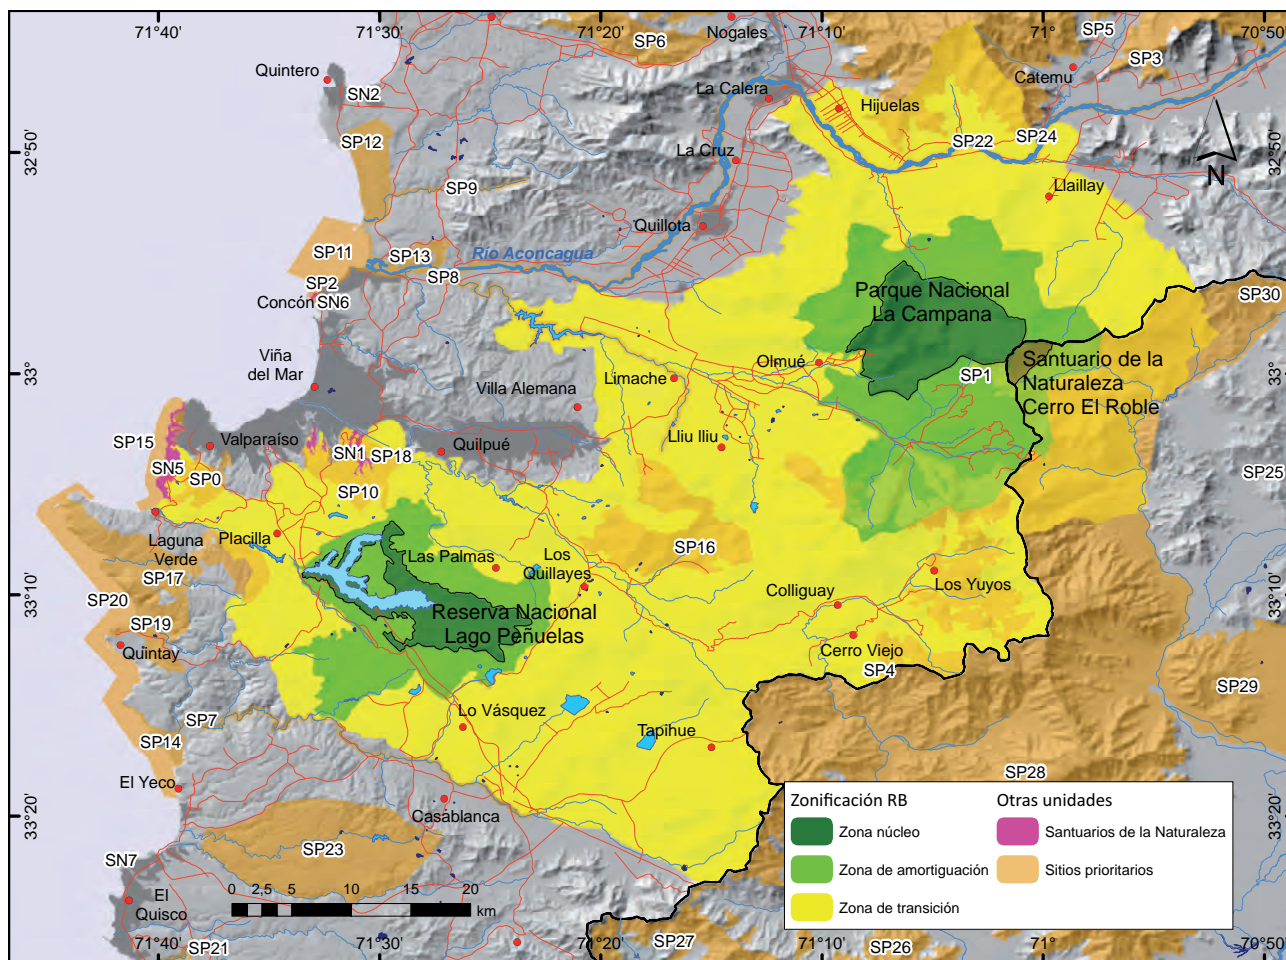 71°40'
71°30'
71°20'
71°10'
71°
70°50'
SP6
Nogales
SP5
SP3
Quintero
SN2
Catemu
La Calera
Hijuelas
SP12
32°50'
SP22
SP24
32°50'
La Cruz
N
SP9
Llaillay
Quillota
SP11
SP13
Río Aconcagua
SP8
SP2
Concón
SN6
Parque Nacional
La Campana
SP30
Viña
del Mar
33°
Olmué
Limache
SP1
Santuario de la
Naturaleza
Cerro El Roble
33°
Villa Alemana
SP15
Valparaíso
SN1
SP18
Quilpué
Lliu lliu
SN5
SP0
SP10
SP25
Laguna
Verde
Placilla
Las Palmas
Los
Quillayes
SP16
SP17
Colliguay
Los Yuyos
33°10'
33°10'
SP20
Reserva Nacional
Lago Peñuelas
SP19
Quintay
Cerro Viejo
SP4
SP29
SP7
Lo Vásquez
Tapihue
SP14
El Yeco
SP28
Casablanca
33°20'
33°20'
SP23
SN7
El
Quisco
Zonificación RB
Otras unidades
Zona núcleo
Santuarios de la Naturaleza
Zona de amortiguación
Sitios prioritarios
Zona de transición
0 2,5 5 10 15 20
km
SP21
SP27
SP26
71°40'
71°30'
71°20'
71°10'
71°
70°50'